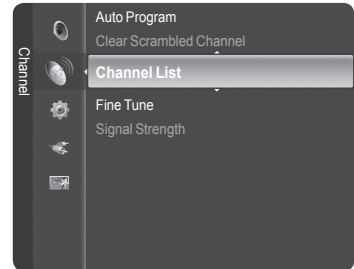 Channel
Auto Program
Clear Scrambled Channel
Channel List
Fine Tune
Signal Strength